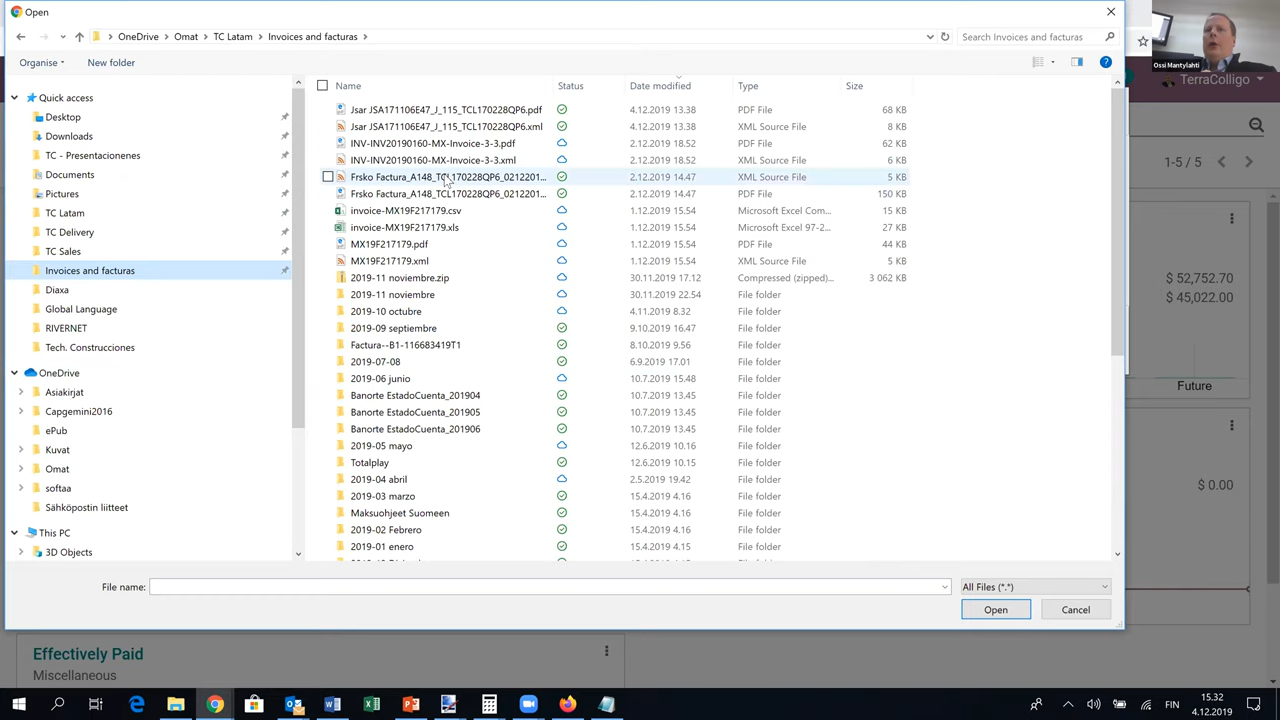 Open
OneDrive > Omat > TC Latam > Invoices and facturas >
Search Invoices and facturas
Ossi Mantylahti
TerraColligo
Organise
New folder
Quick access
Desktop
Downloads
TC - Presentacionenes
Documents
Pictures
TC Latam
TC Delivery
TC Sales
Invoices and facturas
Diaxa
Global Language
RIVERNET
Tech. Construcciones
OneDrive
Asiakirjat
Capgemini2016
ePub
Kuvat
Omat
softaa
Sähköpostin liitteet
This PC
3D Objects
Name Status Date modified Type Size
Jsar JSA171106E47_J_115_TCL170228QP6.pdf 4.12.2019 13.38 PDF File 68 KB
Jsar JSA171106E47_J_115_TCL170228QP6.xml 4.12.2019 13.38 XML Source File 8 KB
INV-INV20190160-MX-Invoice-3-3.pdf 2.12.2019 18.52 PDF File 62 KB
INV-INV20190160-MX-Invoice-3-3.xml 2.12.2019 18.52 XML Source File 6 KB
Frsko Factura_A148_TCL170228QP6_0212201... 2.12.2019 14.47 XML Source File 5 KB
Frsko Factura_A148_TCL170228QP6_0212201... 2.12.2019 14.47 PDF File 150 KB
invoice-MX19F217179.csv 1.12.2019 15.54 Microsoft Excel Com... 15 KB
invoice-MX19F217179.xls 1.12.2019 15.54 Microsoft Excel 97-2... 27 KB
MX19F217179.pdf 1.12.2019 15.54 PDF File 44 KB
MX19F217179.xml 1.12.2019 15.54 XML Source File 5 KB
2019-11 noviembre.zip 30.11.2019 17.12 Compressed (zipped)... 3 062 KB
2019-11 noviembre 30.11.2019 22.54 File folder
2019-10 octubre 4.11.2019 8.32 File folder
2019-09 septiembre 9.10.2019 16.47 File folder
Factura--B1-116683419T1 8.10.2019 9.56 File folder
2019-07-08 6.9.2019 17.01 File folder
2019-06 junio 10.7.2019 15.48 File folder
Banorte EstadoCuenta_201904 10.7.2019 13.45 File folder
Banorte EstadoCuenta_201905 10.7.2019 13.45 File folder
Banorte EstadoCuenta_201906 10.7.2019 13.45 File folder
2019-05 mayo 12.6.2019 10.16 File folder
Totalplay 12.6.2019 10.15 File folder
2019-04 abril 2.5.2019 19.42 File folder
2019-03 marzo 15.4.2019 4.16 File folder
Maksuohjeet Suomeen 15.4.2019 4.16 File folder
2019-02 Febrero 15.4.2019 4.16 File folder
2019-01 enero 15.4.2019 4.15 File folder
1-5 / 5
$ 52,752.70
$ 45,022.00
Future
$ 0.00
File name:
All Files (*.*)
Open
Cancel
Effectively Paid
Miscellaneous
FIN
15.32
4.12.2019